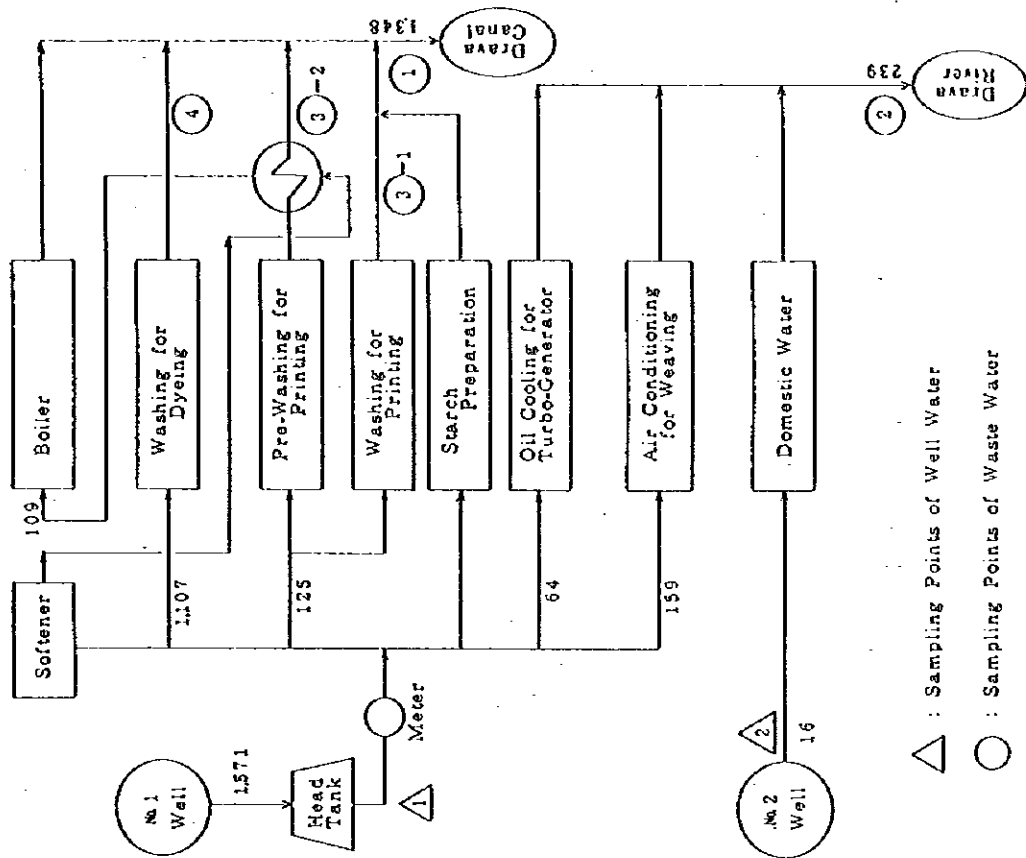 No. 1
Well
1,571
Head
Tank
1
Meter
Softener
109
1,107
125
64
159
Boiler
Washing for
Dyeing
Pre-Washing for
Printing
Washing for
Printing
Starch
Preparation
Oil Cooling for
Turbo-Generator
Air Conditioning
for Weaving
Domestic Water
4
3-2
3-1
1
1,348
Drava
Canal
2
239
Drava
River
No. 2
Well
2
16
△ : Sampling Points of Well Water
○ : Sampling Points of Waste Water